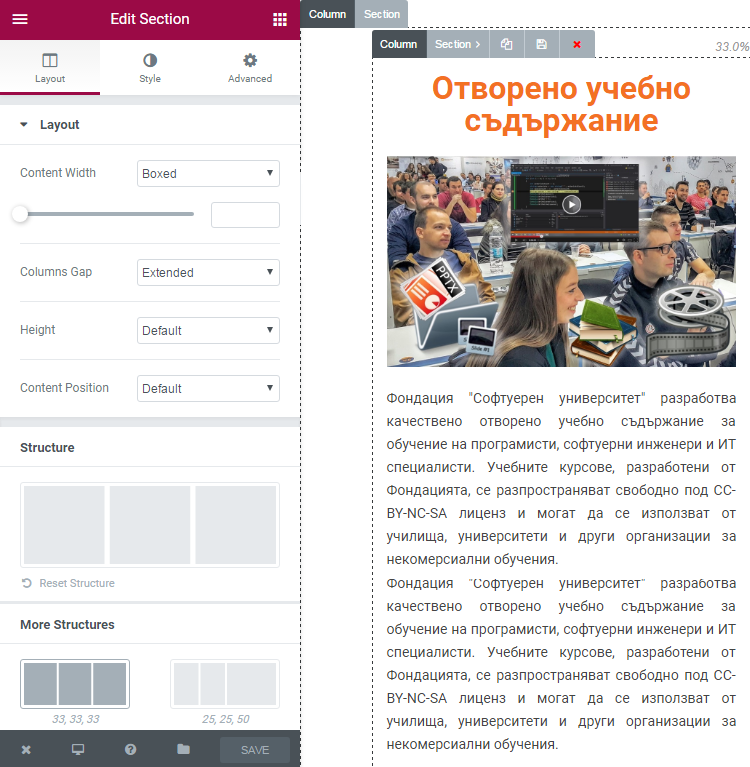 Edit Section
Layout
Style
Advanced
Layout
Content Width
Boxed
Columns Gap
Extended
Height
Default
Content Position
Default
Structure
Reset Structure
More Structures
33, 33, 33
25, 25, 50
SAVE
Column
Section
Column
Section
33.0%
Отворено учебно
съдържание
PPTX
Slide #1
Фондация "Софтуерен университет" разработва
качествено отворено учебно съдържание за
обучение на програмисти, софтуерни инженери и ИТ
специалисти. Учебните курсове, разработени от
Фондацията, се разпространяват свободно под CC-
BY-NC-SA лиценз и могат да се използват от
училища, университети и други организации за
некомерсиални обучения.
Фондация "Софтуерен университет" разработва
качествено отворено учебно съдържание за
обучение на програмисти, софтуерни инженери и ИТ
специалисти. Учебните курсове, разработени от
Фондацията, се разпространяват свободно под CC-
BY-NC-SA лиценз и могат да се използват от
училища, университети и други организации за
некомерсиални обучения.